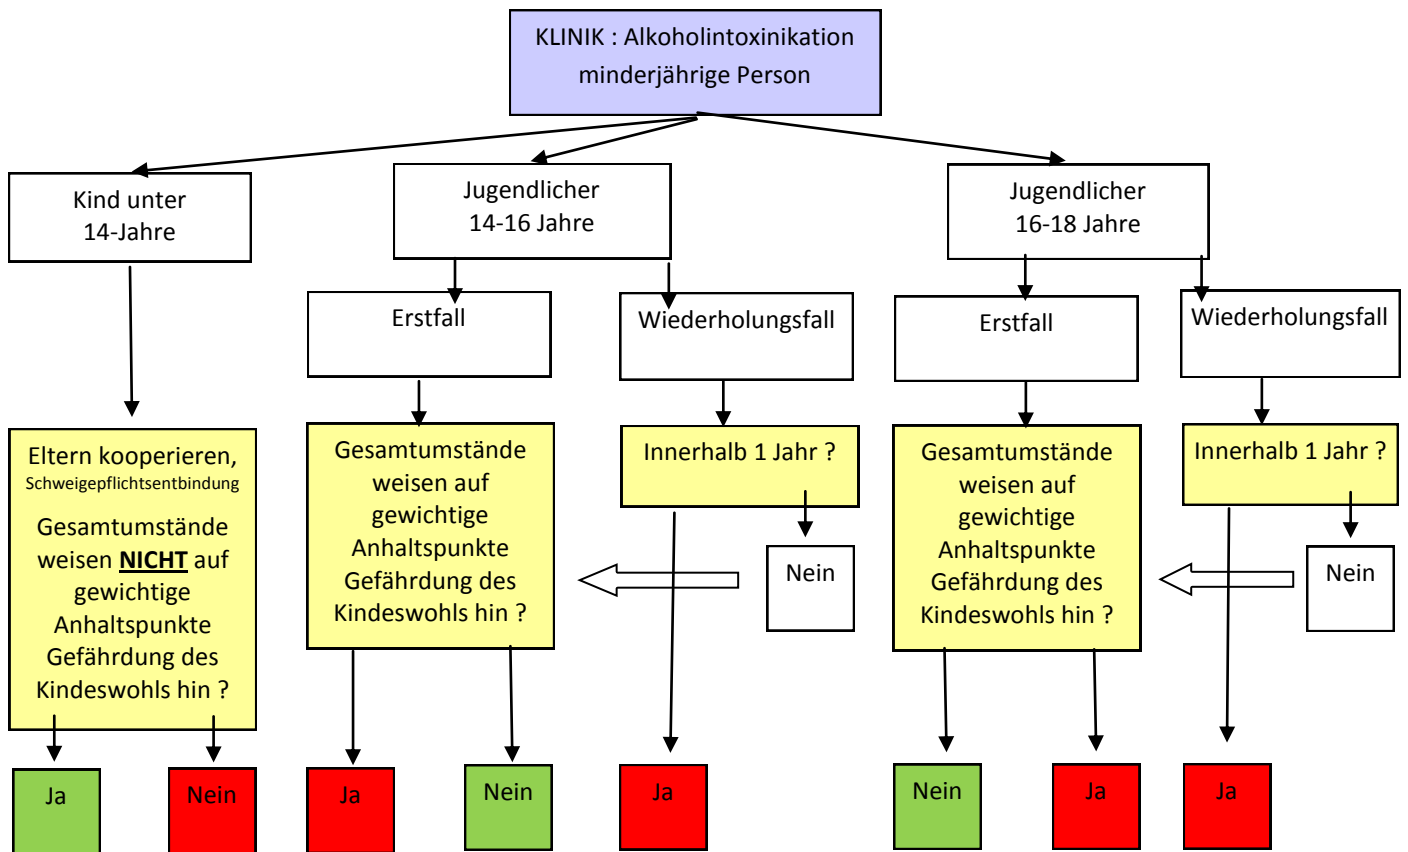 KLINIK : Alkoholintoxinikation
minderjährige Person
Kind unter
14-Jahre
Jugendlicher
14-16 Jahre
Jugendlicher
16-18 Jahre
Erstfall
Wiederholungsfall
Erstfall
Wiederholungsfall
Eltern kooperieren,
Schweigepflichtsentbindung
Gesamtumstände
weisen NICHT auf
gewichtige
Anhaltspunkte
Gefährdung des
Kindeswohls hin ?
Gesamtumstände
weisen auf
gewichtige
Anhaltspunkte
Gefährdung des
Kindeswohls hin ?
Innerhalb 1 Jahr ?
Nein
Gesamtumstände
weisen auf
gewichtige
Anhaltspunkte
Gefährdung des
Kindeswohls hin ?
Innerhalb 1 Jahr ?
Nein
Ja
Nein
Ja
Nein
Ja
Nein
Ja
Ja